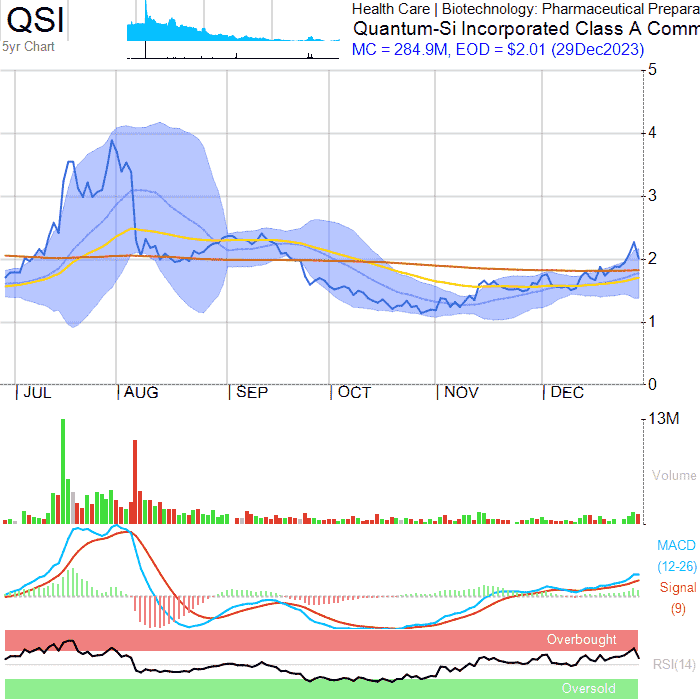 QSI
5yr Chart
Health Care | Biotechnology: Pharmaceutical Prepara
Quantum-Si Incorporated Class A Comm
MC = 284.9M, EOD = $2.01 (29Dec2023)
5
4
3
2
1
0
JUL AUG SEP OCT NOV DEC
13M
Volume
MACD
(12-26)
Signal
(9)
Overbought
RSI(14)
Oversold